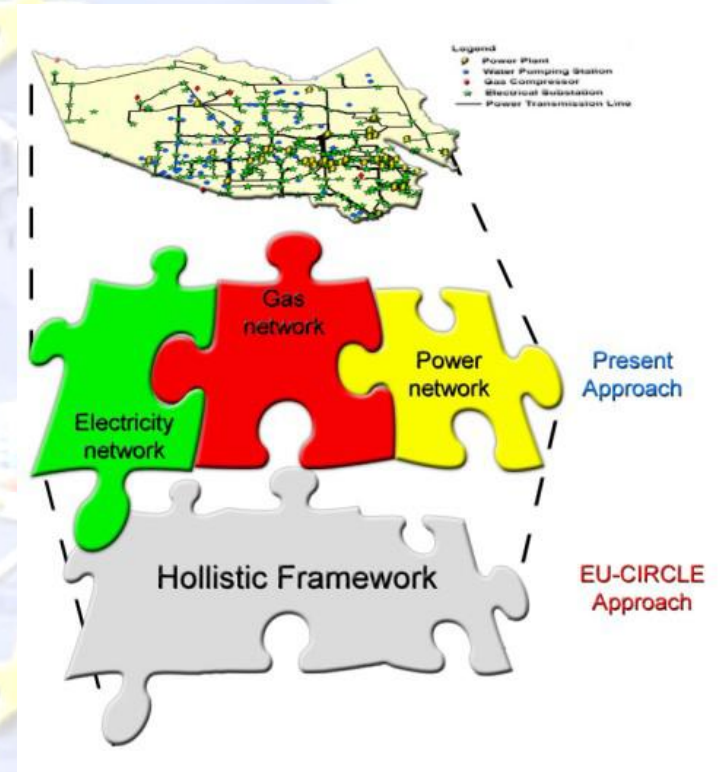 Legend
Power Plant
Water Pumping Station
Gas Compressor
Electrical Substation
Power Transmission Line
Gas
network
Power
network
Electricity
network
Present
Approach
Hollistic Framework
EU-CIRCLE
Approach